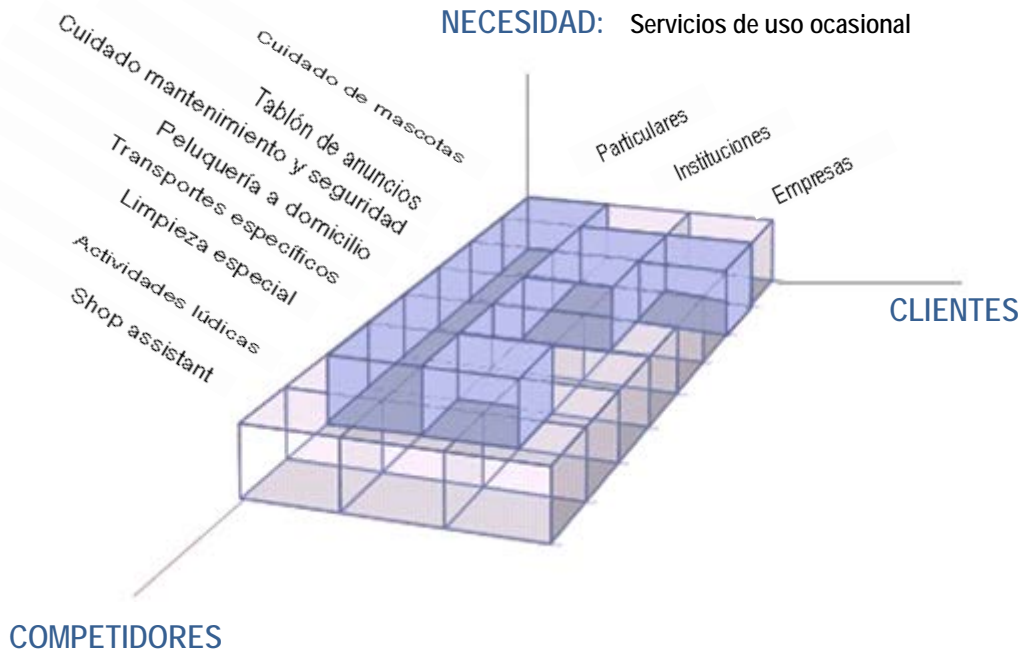 NECESIDAD: Servicios de uso ocasional
Cuidado de mascotas
Tablón de anuncios
Cuidado mantenimiento y seguridad
Peluquería a domicilio
Transportes específicos
Limpieza especial
Actividades lúdicas
Shop assistant
Particulares
Instituciones
Empresas
CLIENTES
COMPETIDORES